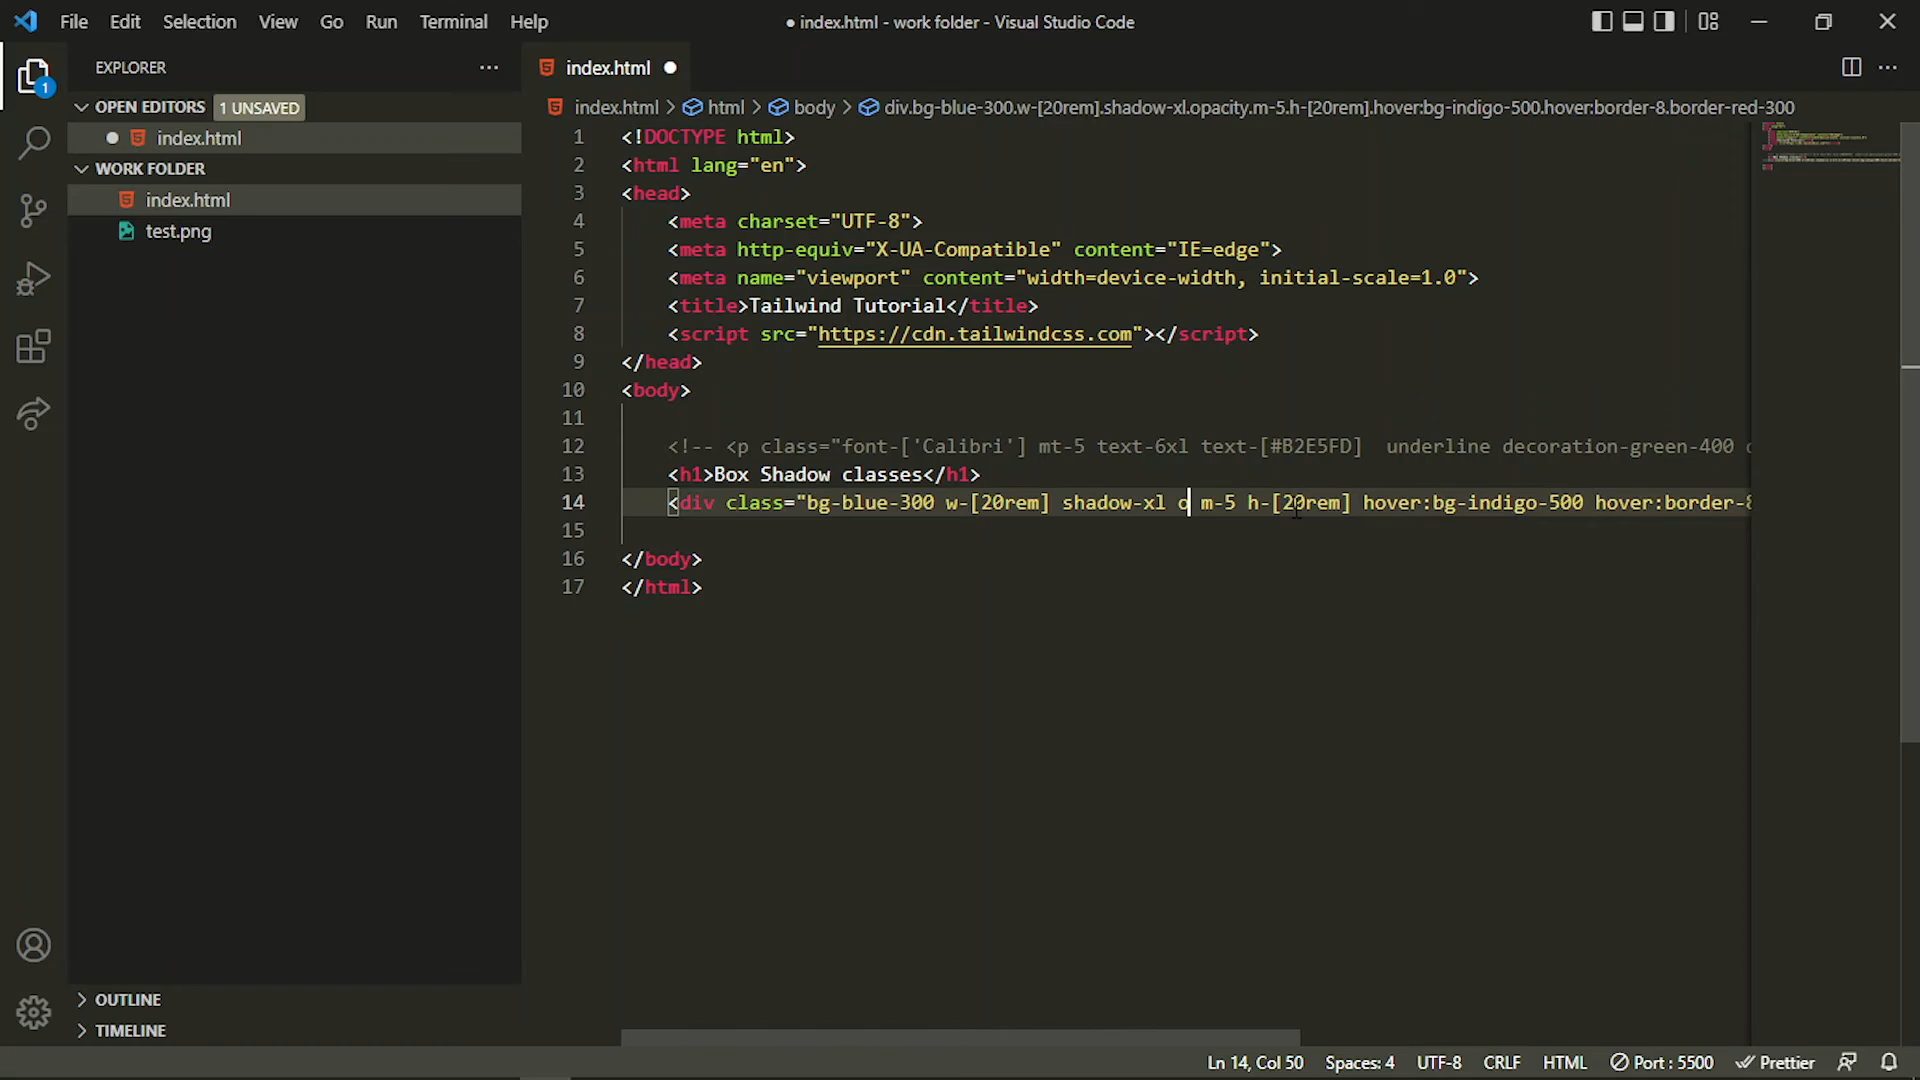 File Edit Selection View Go Run Terminal Help
● index.html - work folder - Visual Studio Code
EXPLORER
OPEN EDITORS 1 UNSAVED
index.html
WORK FOLDER
index.html
test.png
OUTLINE
TIMELINE
1
index.html
index.html > html > body > div.bg-blue-300.w-[20rem].shadow-xl.opacity.m-5.h-[20rem].hover:bg-indigo-500.hover:border-8.border-red-300
1 <!DOCTYPE html>
2 <html lang="en">
3 <head>
4 <meta charset="UTF-8">
5 <meta http-equiv="X-UA-Compatible" content="IE=edge">
6 <meta name="viewport" content="width=device-width, initial-scale=1.0">
7 <title>Tailwind Tutorial</title>
8 <script src="https://cdn.tailwindcss.com"></script>
9 </head>
10 <body>
11
12 <!-- <p class="font-['Calibri'] mt-5 text-6xl text-[#B2E5FD]  underline decoration-green-400
13 <h1>Box Shadow classes</h1>
14 <div class="bg-blue-300 w-[20rem] shadow-xl o m-5 h-[20rem] hover:bg-indigo-500 hover:border-8
15
16 </body>
17 </html>
Ln 14, Col 50 Spaces: 4 UTF-8 CRLF HTML Port : 5500 Prettier